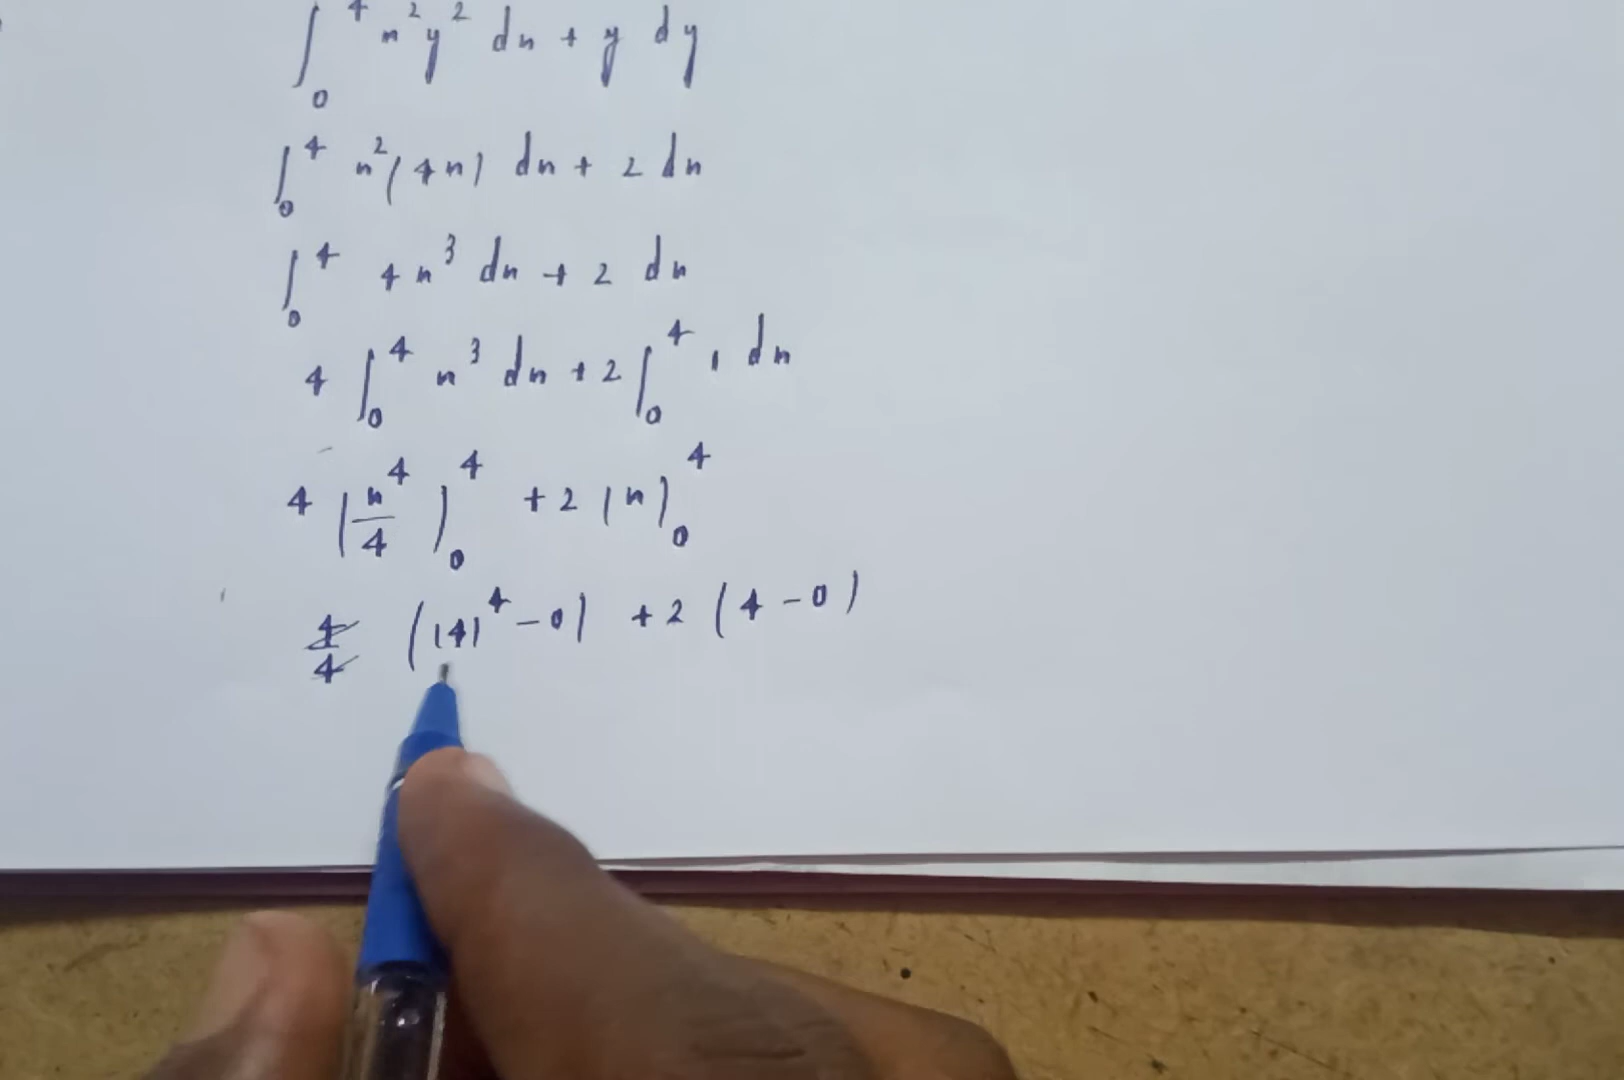 ∫₀⁴ x²y² dx + y dy
∫₀⁴ x²(4x) dx + 2 dx
∫₀⁴ 4x³ dx + 2 dx
4 ∫₀⁴ x³ dx + 2 ∫₀⁴ 1 dx
4 (x⁴/4)₀⁴ + 2 (x)₀⁴
4/4 ((4)⁴ - 0) + 2 (4 - 0)